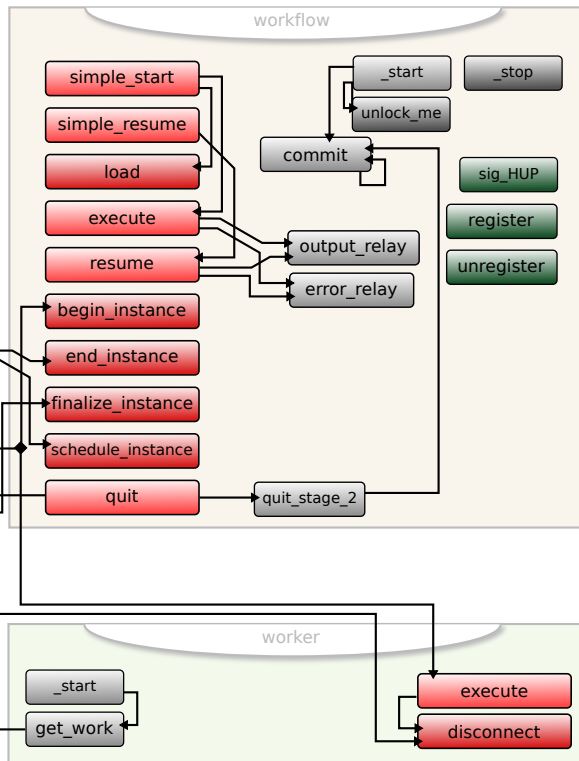 workflow
simple_start
simple_resume
load
execute
resume
begin_instance
end_instance
finalize_instance
schedule_instance
quit
_start
_stop
unlock_me
commit
sig_HUP
register
unregister
output_relay
error_relay
quit_stage_2
worker
_start
get_work
execute
disconnect